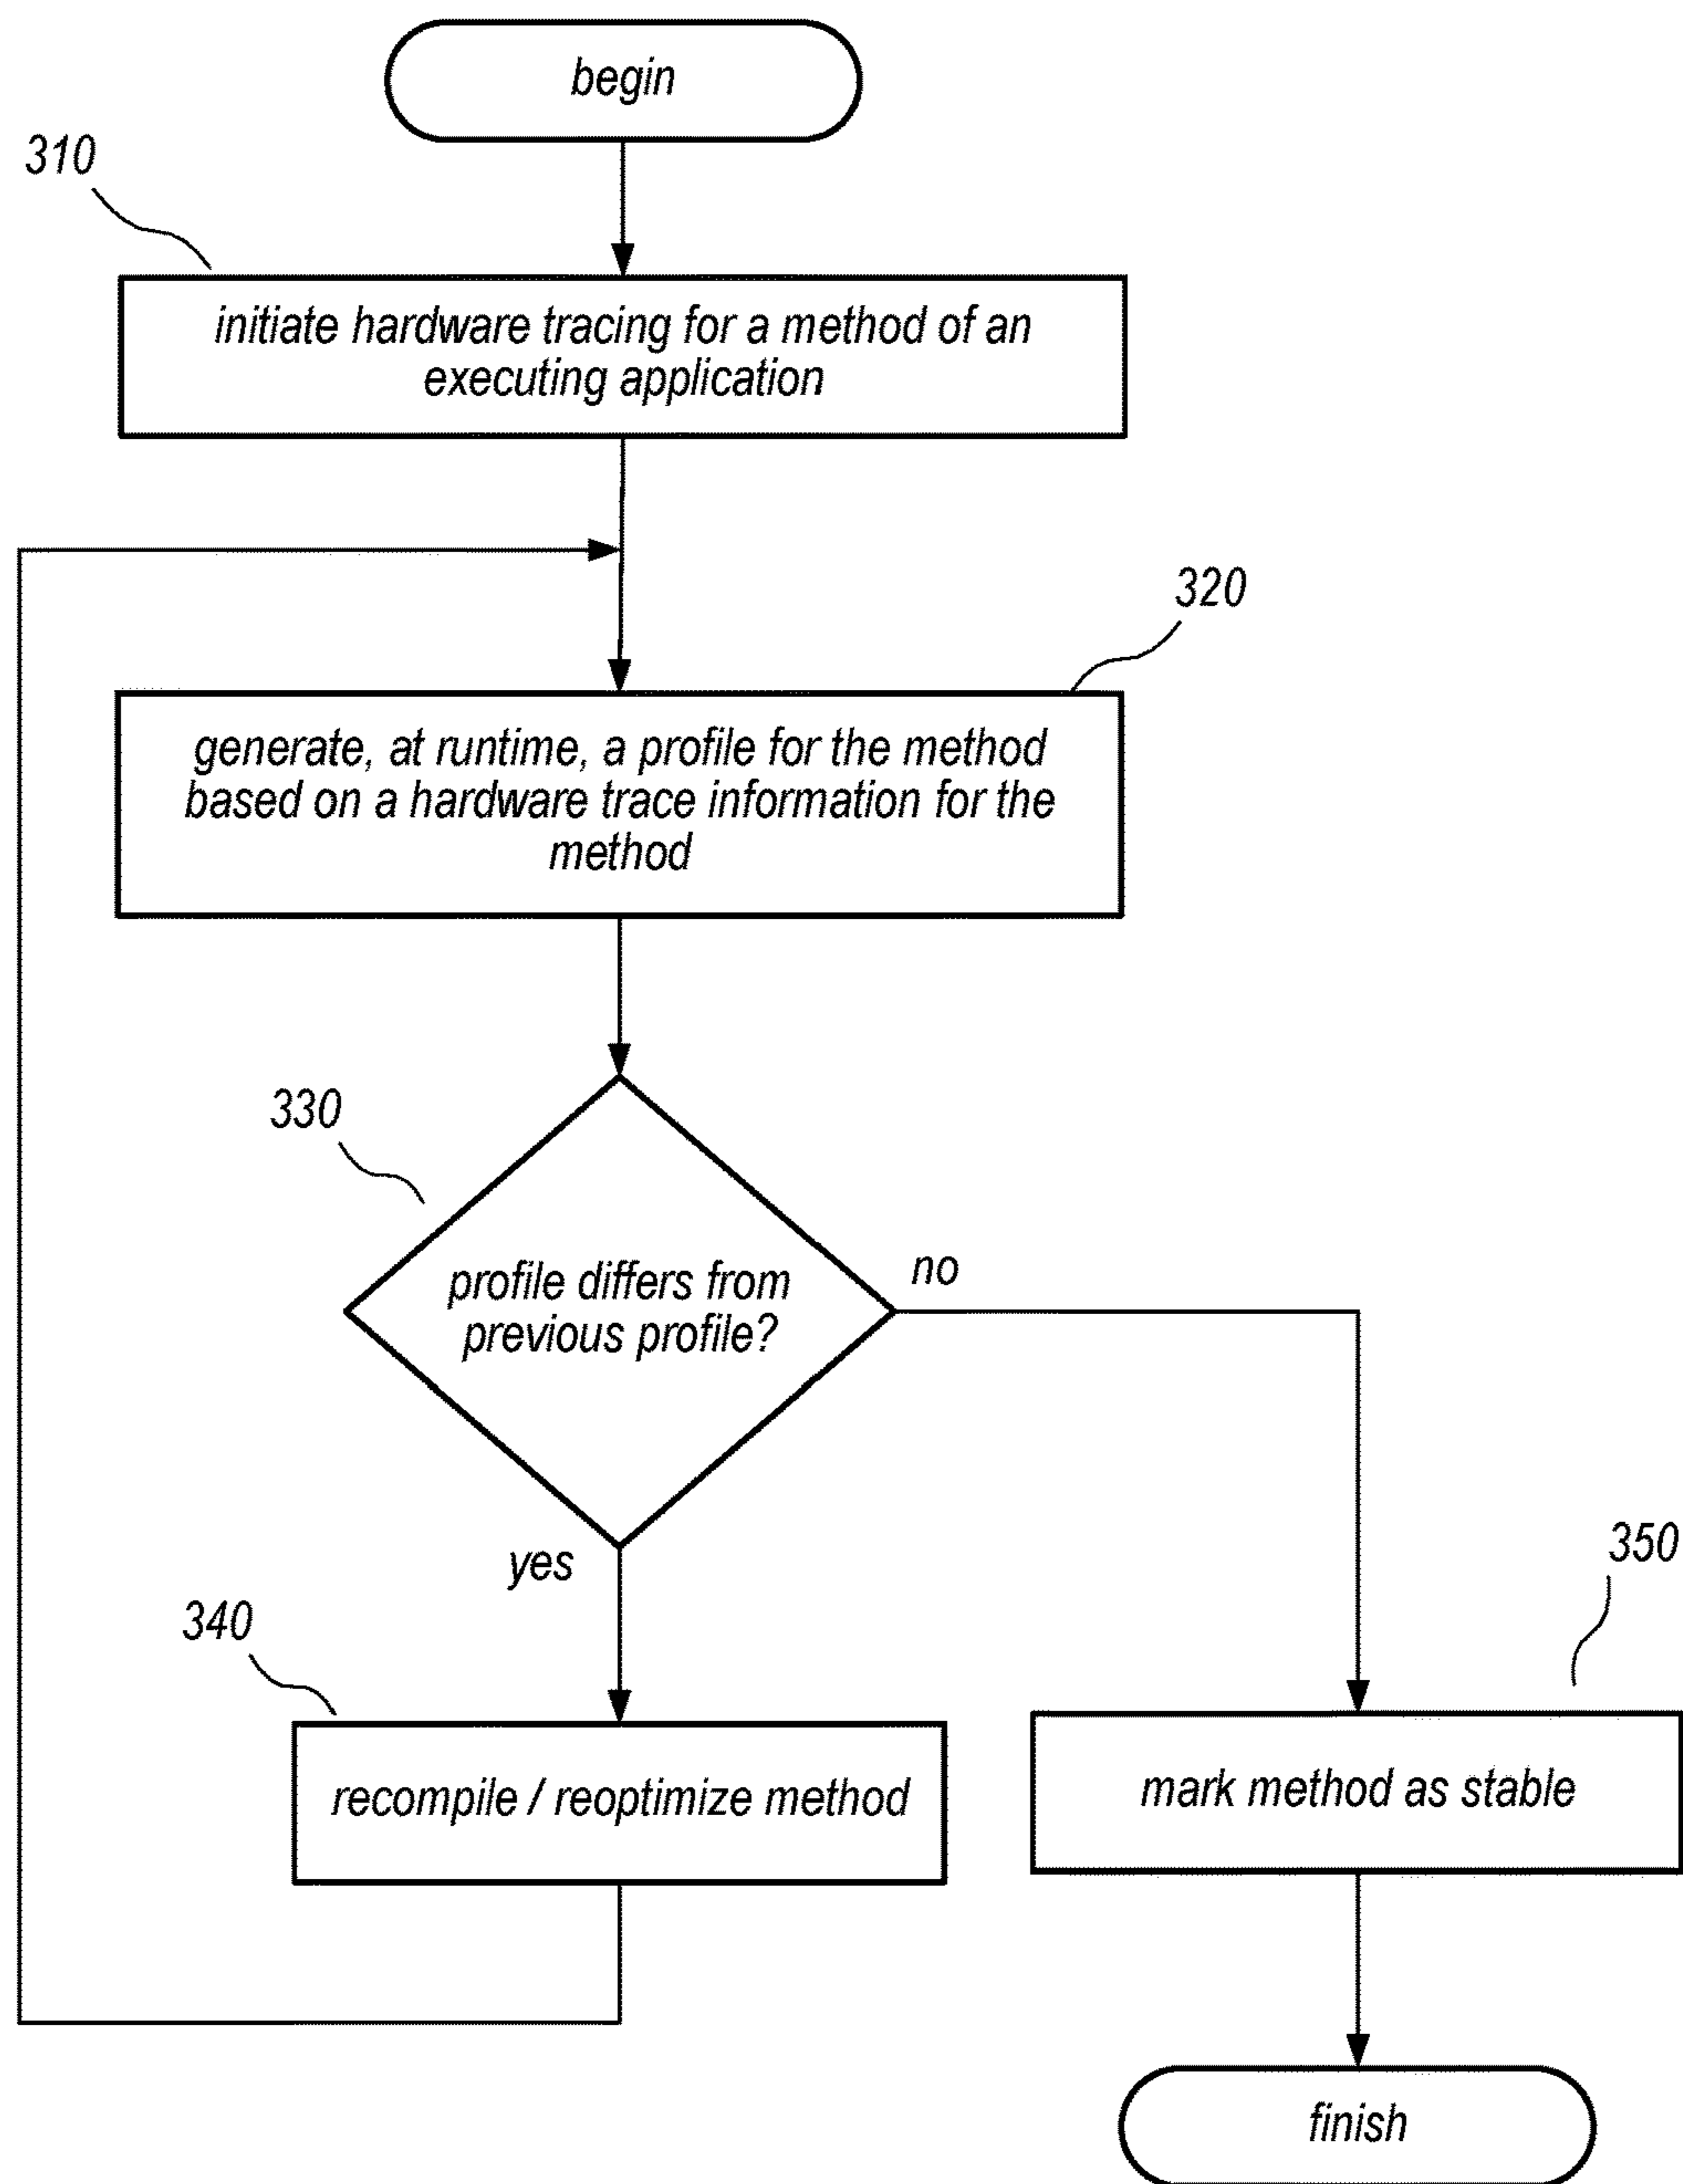 begin
310
initiate hardware tracing for a method of an
executing application
320
generate, at runtime, a profile for the method
based on a hardware trace information for the
method
330
profile differs from
previous profile?
no
yes
340
350
recompile / reoptimize method
mark method as stable
finish